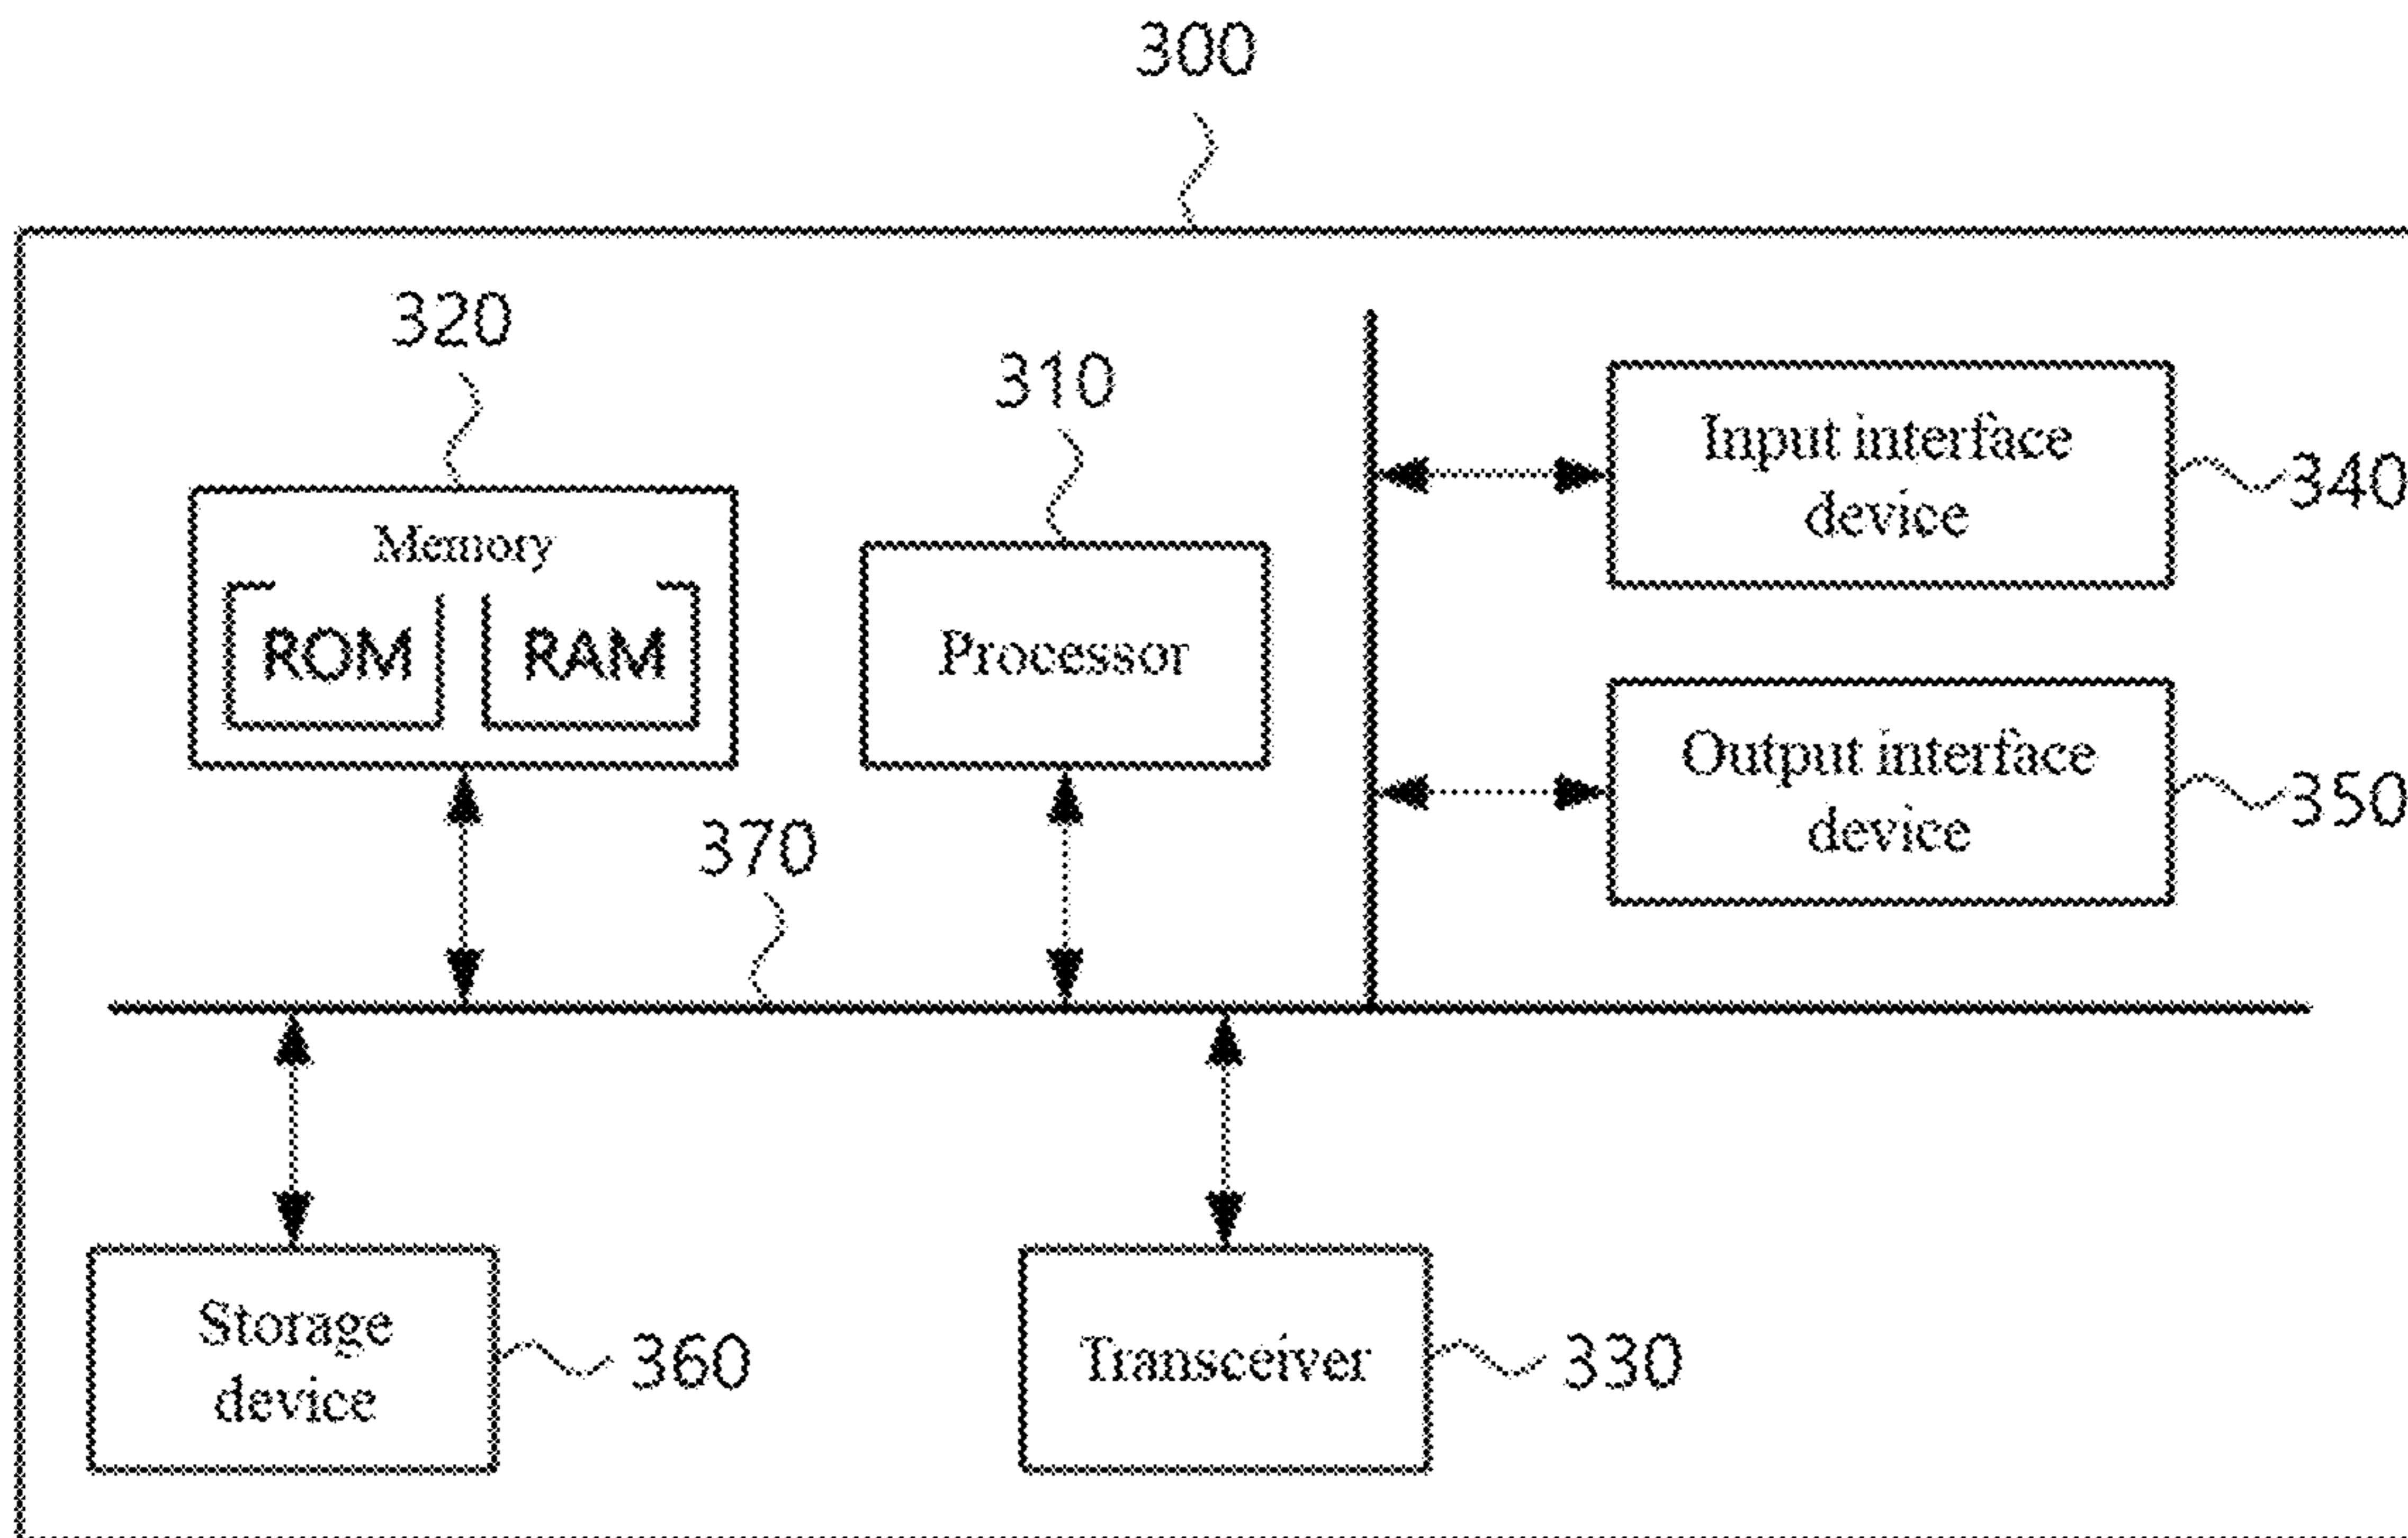 300
320
310
Memory
ROM RAM
Processor
Input interface
device
340
Output interface
device
350
370
Storage
device
360
Transceiver
330